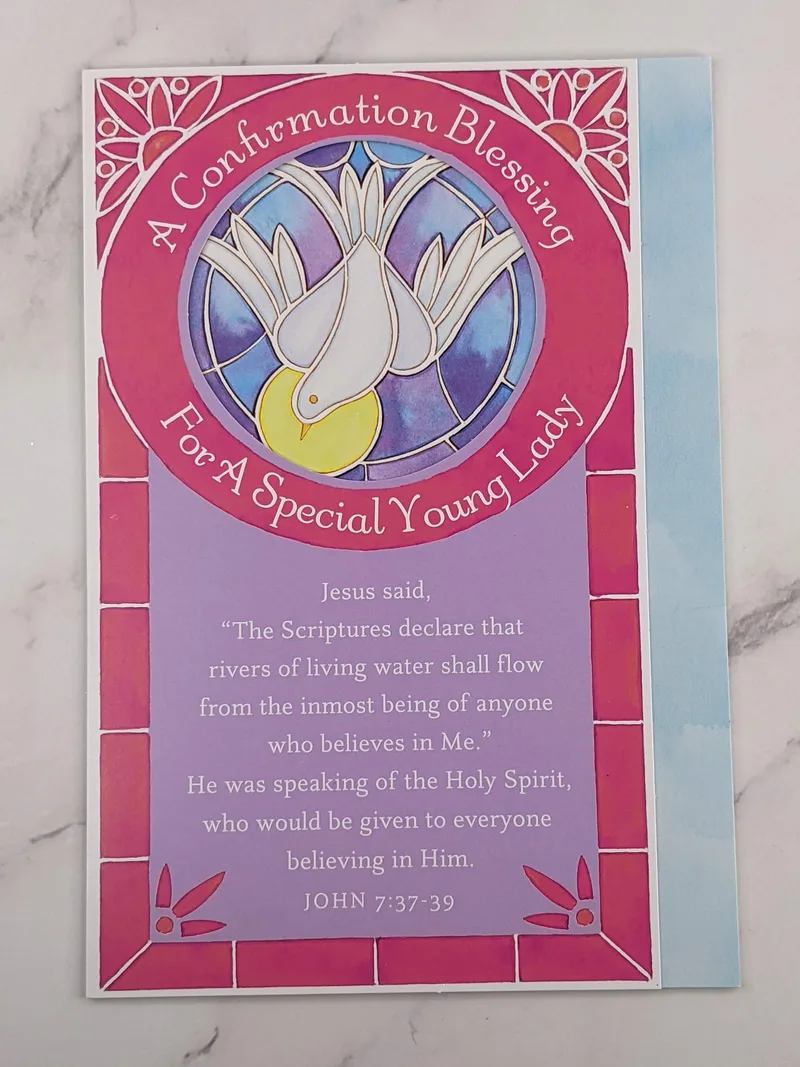 A Confirmation Blessing
For A Special Young Lady
Jesus said,
“The Scriptures declare that
rivers of living water shall flow
from the inmost being of anyone
who believes in Me.”
He was speaking of the Holy Spirit,
who would be given to everyone
believing in Him.
JOHN 7:37-39